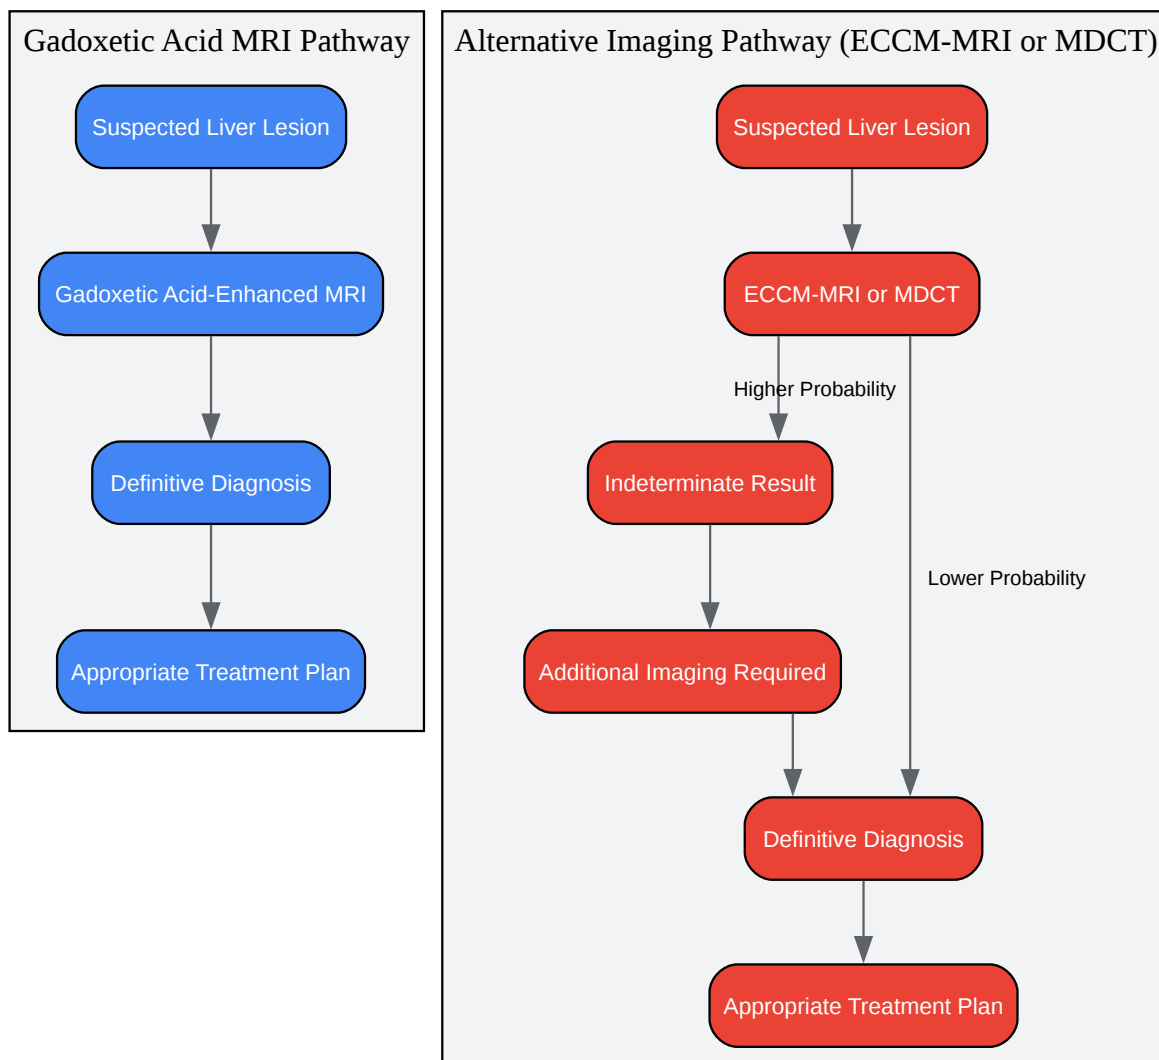 Gadoxetic Acid MRI Pathway
Suspected Liver Lesion
Gadoxetic Acid-Enhanced MRI
Definitive Diagnosis
Appropriate Treatment Plan
Alternative Imaging Pathway (ECCM-MRI or MDCT)
Suspected Liver Lesion
ECCM-MRI or MDCT
Higher Probability
Indeterminate Result
Lower Probability
Additional Imaging Required
Definitive Diagnosis
Appropriate Treatment Plan